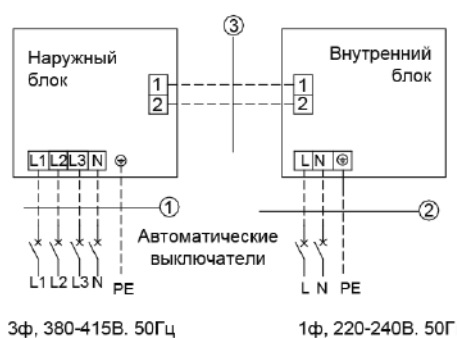 3
Наружный
блок
Внутренний
блок
1 1
2 2
L1 L2 L3 N
L N
1
2
Автоматические
выключатели
L1 L2 L3 N PE
L N PE
3ф, 380-415В. 50Гц
1ф, 220-240В. 50Г